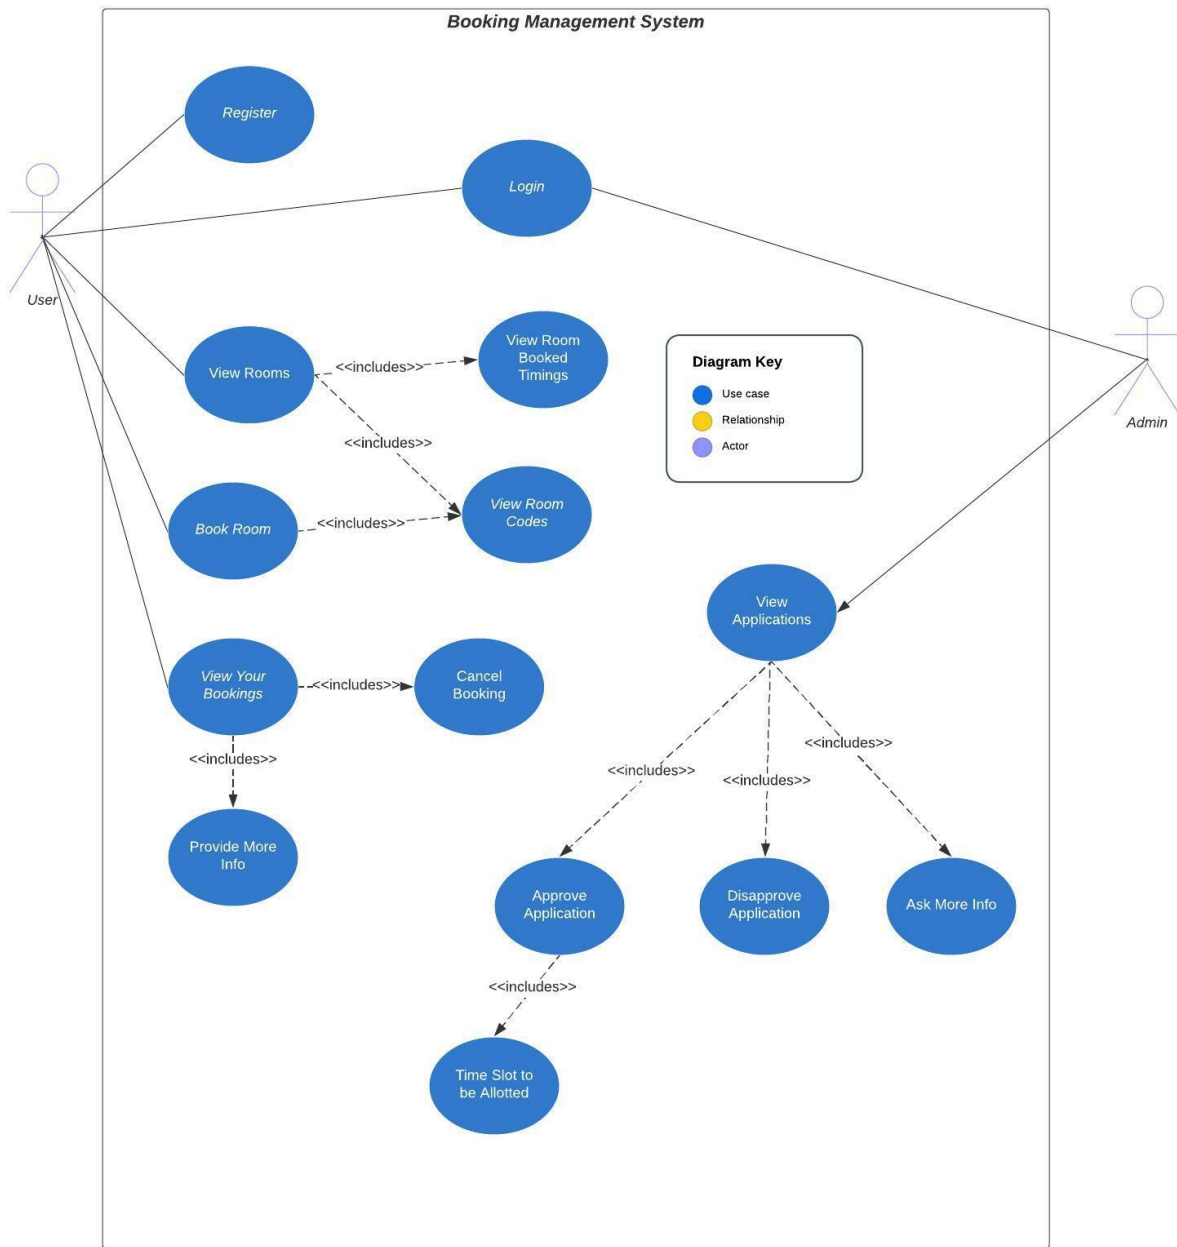 Booking Management System
Register
Login
User
View Rooms
<<includes>>
View Room
Booked
Timings
Diagram Key
Use case
Relationship
Actor
Admin
<<includes>>
Book Room
<<includes>>
View Room
Codes
View
Applications
View Your
Bookings
<<includes>>
Cancel
Booking
<<includes>>
<<includes>>
<<includes>>
<<includes>>
Provide More
Info
Approve
Application
Disapprove
Application
Ask More Info
<<includes>>
Time Slot to
be Allotted